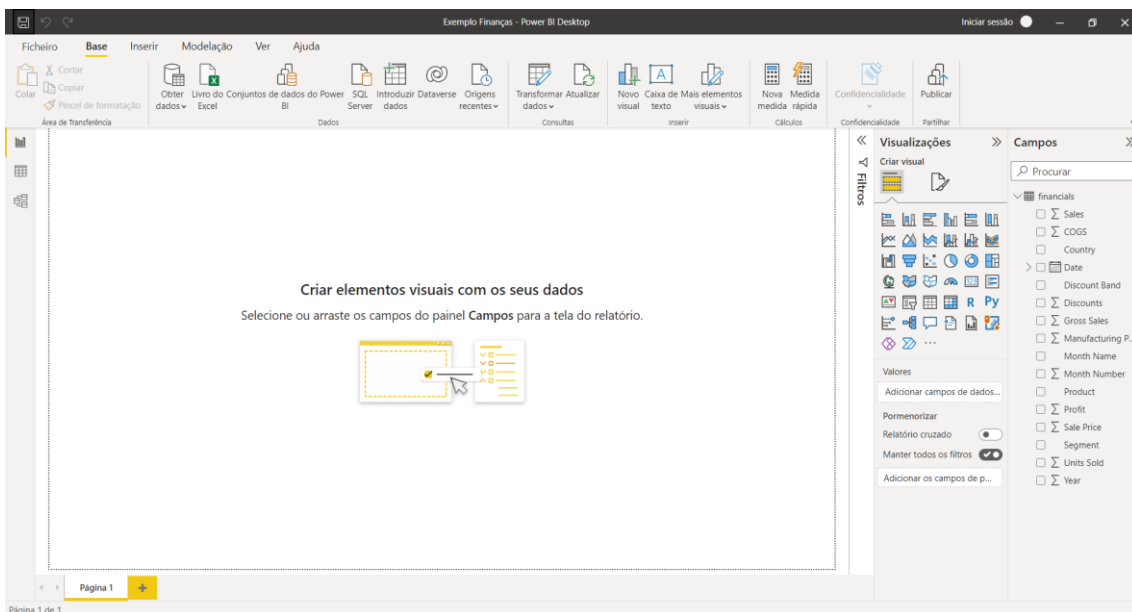 Exemplo Finanças - Power BI Desktop
Iniciar sessão
Ficheiro Base Inserir Modelação Ver Ajuda
Colar
Cortar
Copiar
Pincel de formatação
Área de Transferência
Obter dados
Livro do Excel
Conjuntos de dados do Power BI
SQL Server
Introduzir dados
Dataverse
Origens recentes
Dados
Transformar dados
Atualizar
Consultas
Novo visual
Caixa de texto
Mais elementos visuais
Inserir
Nova medida
Medida rápida
Cálculos
Confidencialidade
Confidencialidade
Publicar
Partilhar
Criar elementos visuais com os seus dados
Selecione ou arraste os campos do painel Campos para a tela do relatório.
Filtros
Visualizações
Criar visual
R Py
Valores
Adicionar campos de dados...
Pormenorizar
Relatório cruzado
Manter todos os filtros
Adicionar os campos de p...
Campos
Procurar
financials
Sales
COGS
Country
Date
Discount Band
Discounts
Gross Sales
Manufacturing P...
Month Name
Month Number
Product
Profit
Sale Price
Segment
Units Sold
Year
Página 1
Página 1 de 1